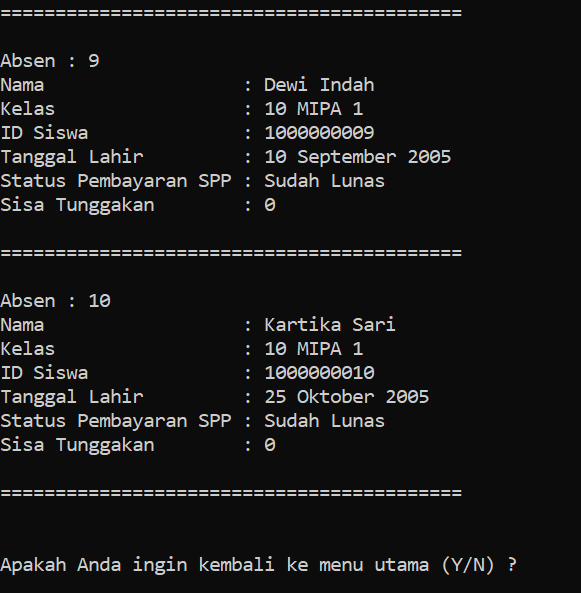 ==========================================
Absen : 9
Nama : Dewi Indah
Kelas : 10 MIPA 1
ID Siswa : 1000000009
Tanggal Lahir : 10 September 2005
Status Pembayaran SPP : Sudah Lunas
Sisa Tunggakan : 0
==========================================
Absen : 10
Nama : Kartika Sari
Kelas : 10 MIPA 1
ID Siswa : 1000000010
Tanggal Lahir : 25 Oktober 2005
Status Pembayaran SPP : Sudah Lunas
Sisa Tunggakan : 0
==========================================
Apakah Anda ingin kembali ke menu utama (Y/N) ?